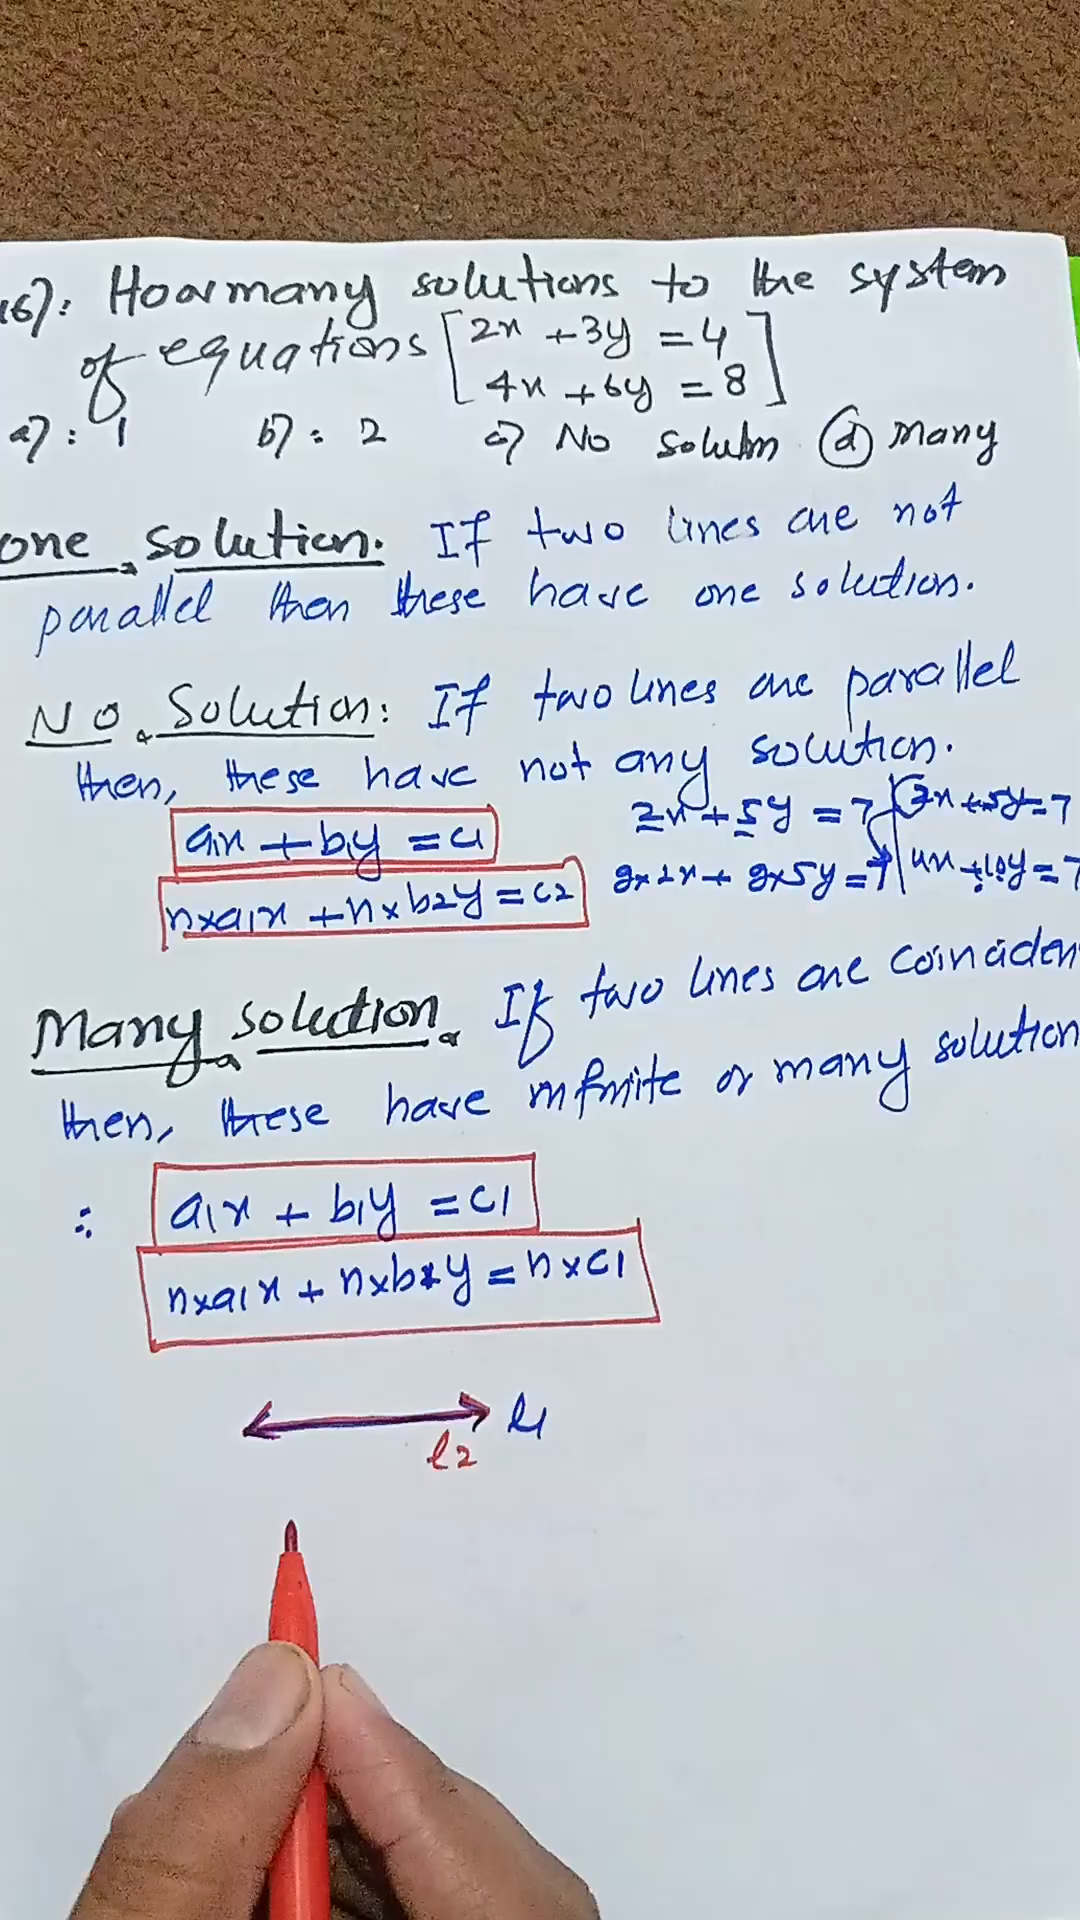 16): How many solutions to the system
of equations [2x + 3y = 4
4x + 6y = 8]
a): 1 b): 2 c) No Solutn (d) Many
one solution. If two lines are not
parallel then these have one solution.
No Solution: If two lines are parallel
then, these have not any solution.
a1x + b1y = c1
n×a1x + n×b2y = c2
2x + 5y = 7
2×2x + 2×5y = 7
2x + 5y = 7
4x + 10y = 7
Many solution. If two lines are coinciden
then, these have infinite or many solution
∴ a1x + b1y = c1
n×a1x + n×b1y = n×c1
l1
l2